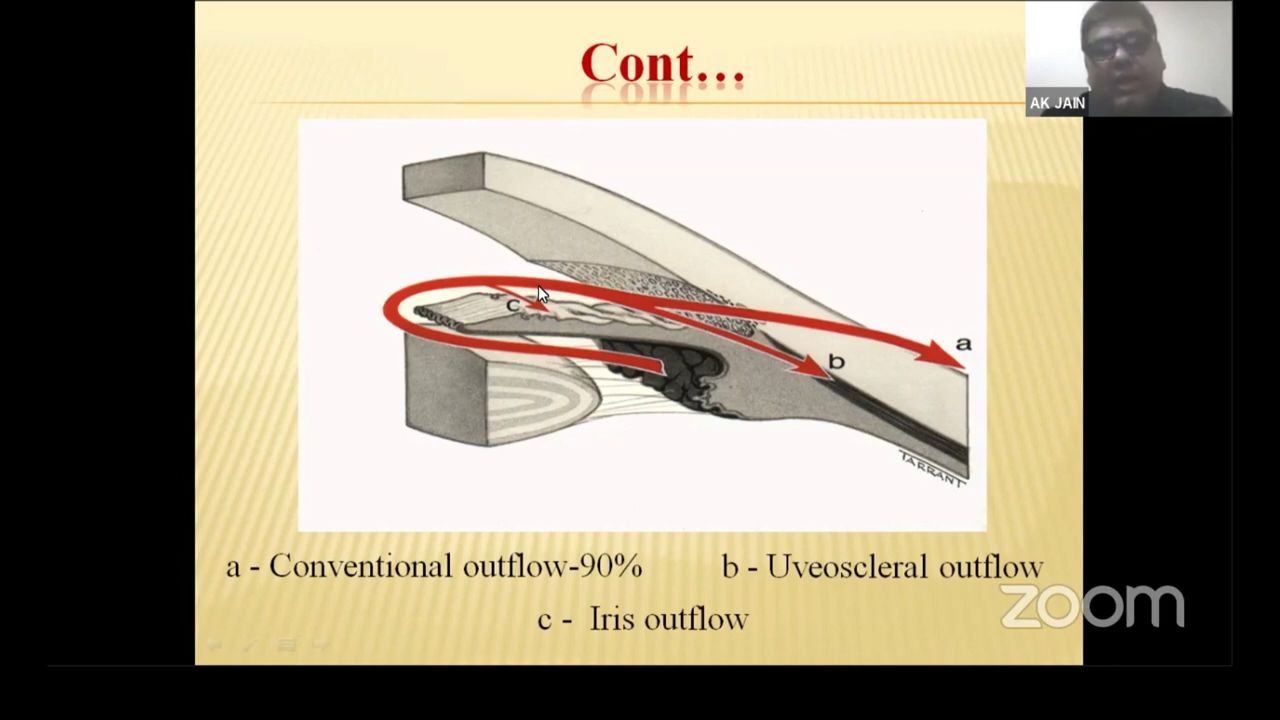 Cont...
AK JAIN
c
a
b
TARRANT
a - Conventional outflow-90% b - Uveoscleral outflow
c - Iris outflow
zoom